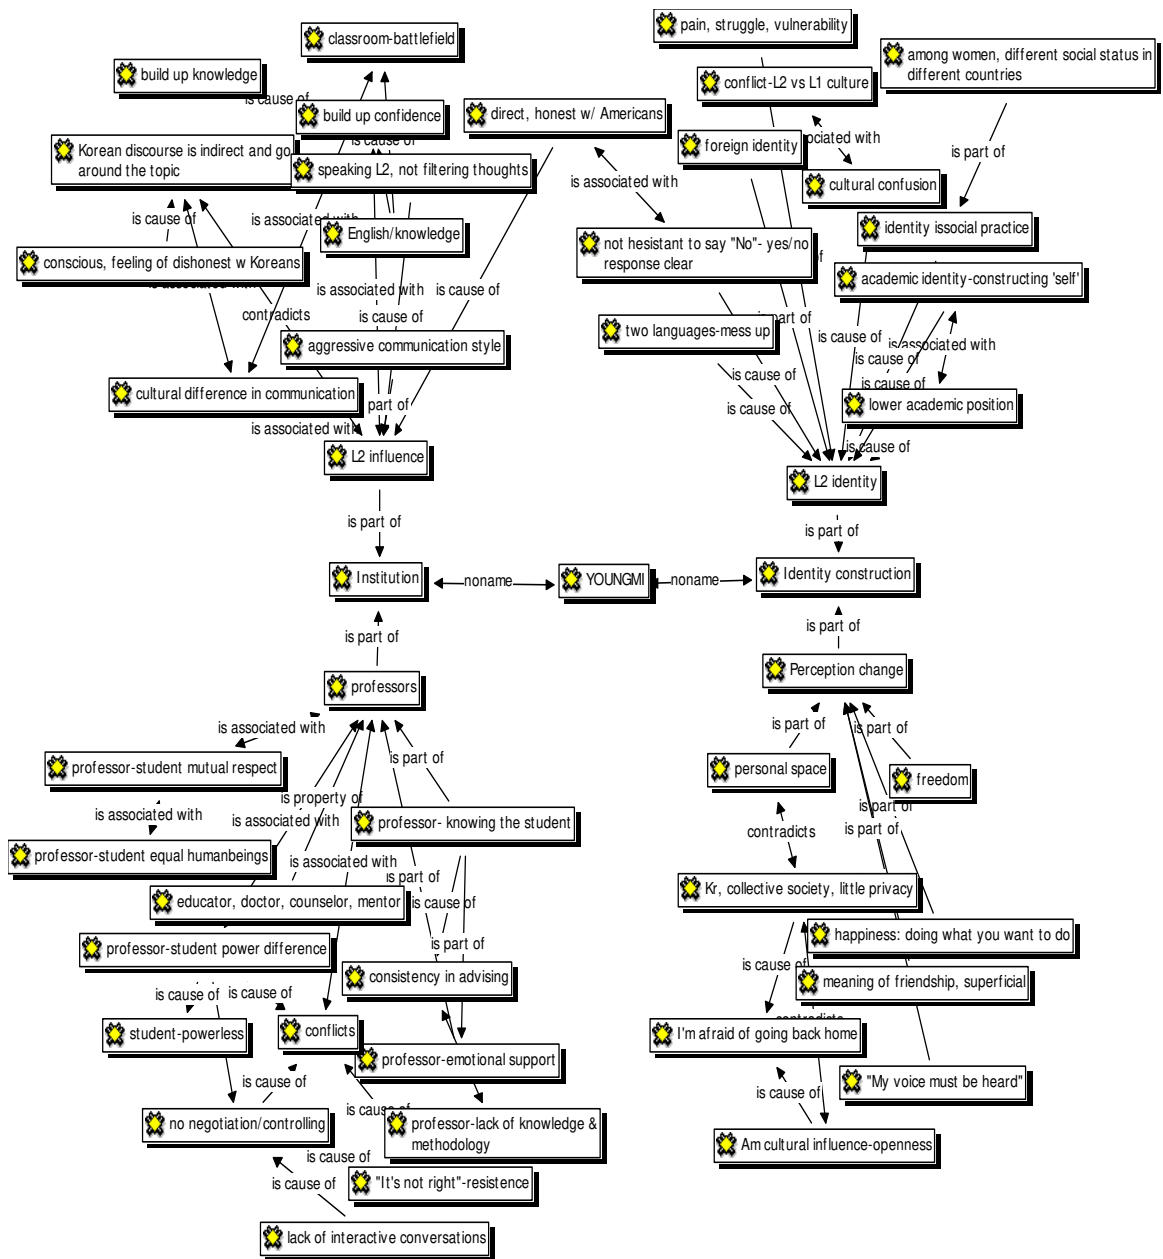 pain, struggle, vulnerability
classroom-battlefield
among women, different social status in
different countries
build up knowledge
conflict-L2 vs L1 culture
is cause of
build up confidence
direct, honest w/ Americans
is cause of
associated with
foreign identity
Korean discourse is indirect and go
around the topic
is part of
speaking L2, not filtering thoughts
is associated with
cultural confusion
is cause of
is associated with
English/knowledge
identity issocial practice
not hesistant to say "No"- yes/no
response clear
conscious, feeling of dishonest w Koreans
academic identity-constructing 'self'
is associated with
is associated with
is cause of
contradicts
is cause of
is part of
two languages-mess up
is cause of
is associated with
aggressive communication style
is cause of
is cause of
is cause of
cultural difference in communication
part of
is cause of
lower academic position
is associated with
is cause of
L2 influence
L2 identity
is part of
is part of
Institution
noname
YOUNGMI
noname
Identity construction
is part of
is part of
professors
Perception change
is associated with
is part of
is part of
is part of
professor-student mutual respect
personal space
freedom
is property of
is part of
is associated with
is associated with
professor- knowing the student
is part of
contradicts
professor-student equal humanbeings
is associated with
is part of
Kr, collective society, little privacy
educator, doctor, counselor, mentor
is cause of
happiness: doing what you want to do
professor-student power difference
is part of
is cause of
consistency in advising
meaning of friendship, superficial
is cause of
is cause of
contradicts
student-powerless
conflicts
I'm afraid of going back home
professor-emotional support
is cause of
"My voice must be heard"
is cause of
is cause of
no negotiation/controlling
professor-lack of knowledge &
methodology
Am cultural influence-openness
is cause of
is cause of
"It's not right"-resistence
lack of interactive conversations